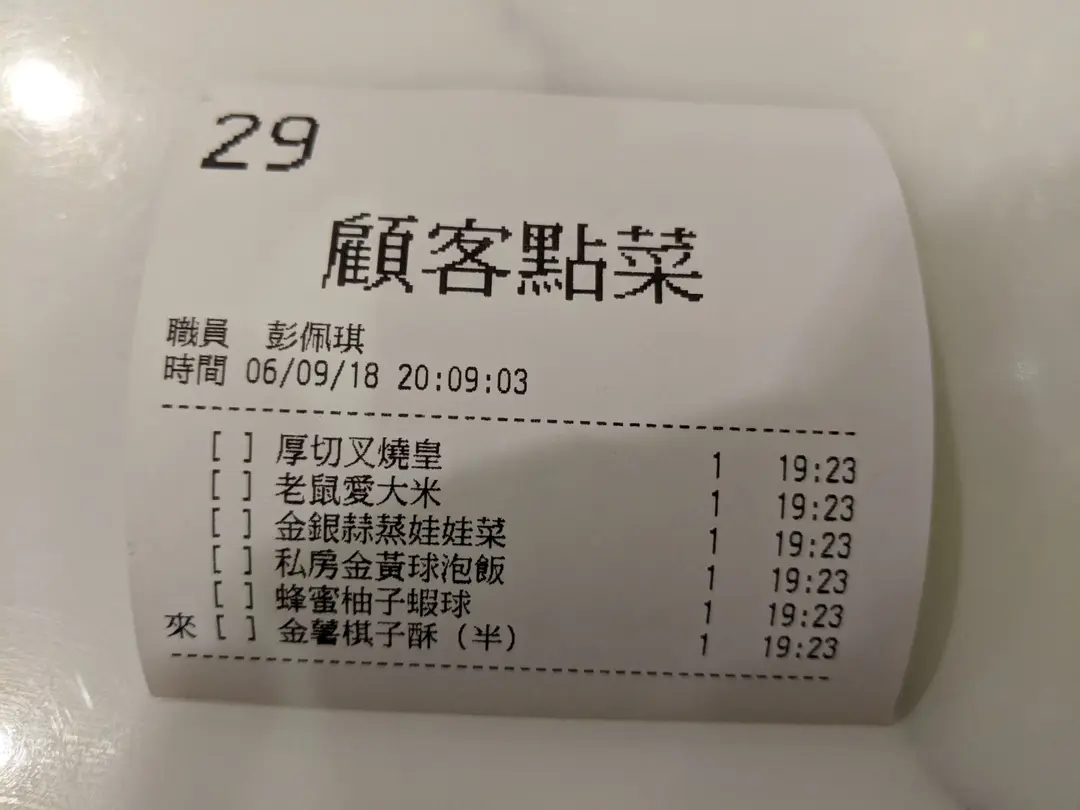 29
顧客點菜
職員 彭佩琪
時間 06/09/18 20:09:03
[ ] 厚切叉燒皇 1 19:23
[ ] 老鼠愛大米 1 19:23
[ ] 金銀蒜蒸娃娃菜 1 19:23
[ ] 私房金黃球泡飯 1 19:23
[ ] 蜂蜜柚子蝦球 1 19:23
來 [ ] 金薯棋子酥 (半) 1 19:23